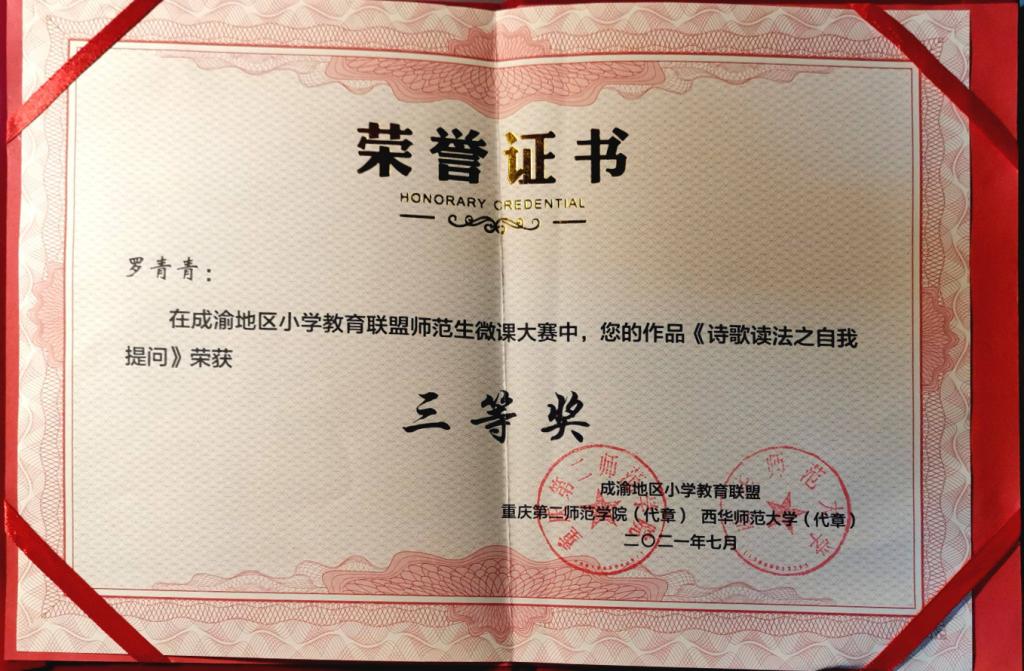 荣誉证书
HONORARY CREDENTIAL
罗青青：
在成渝地区小学教育联盟师范生微课大赛中，您的作品《诗歌读法之自我
提问》荣获
三等奖
成渝地区小学教育联盟
重庆第二师范学院（代章） 西华师范大学（代章）
二〇二一年七月